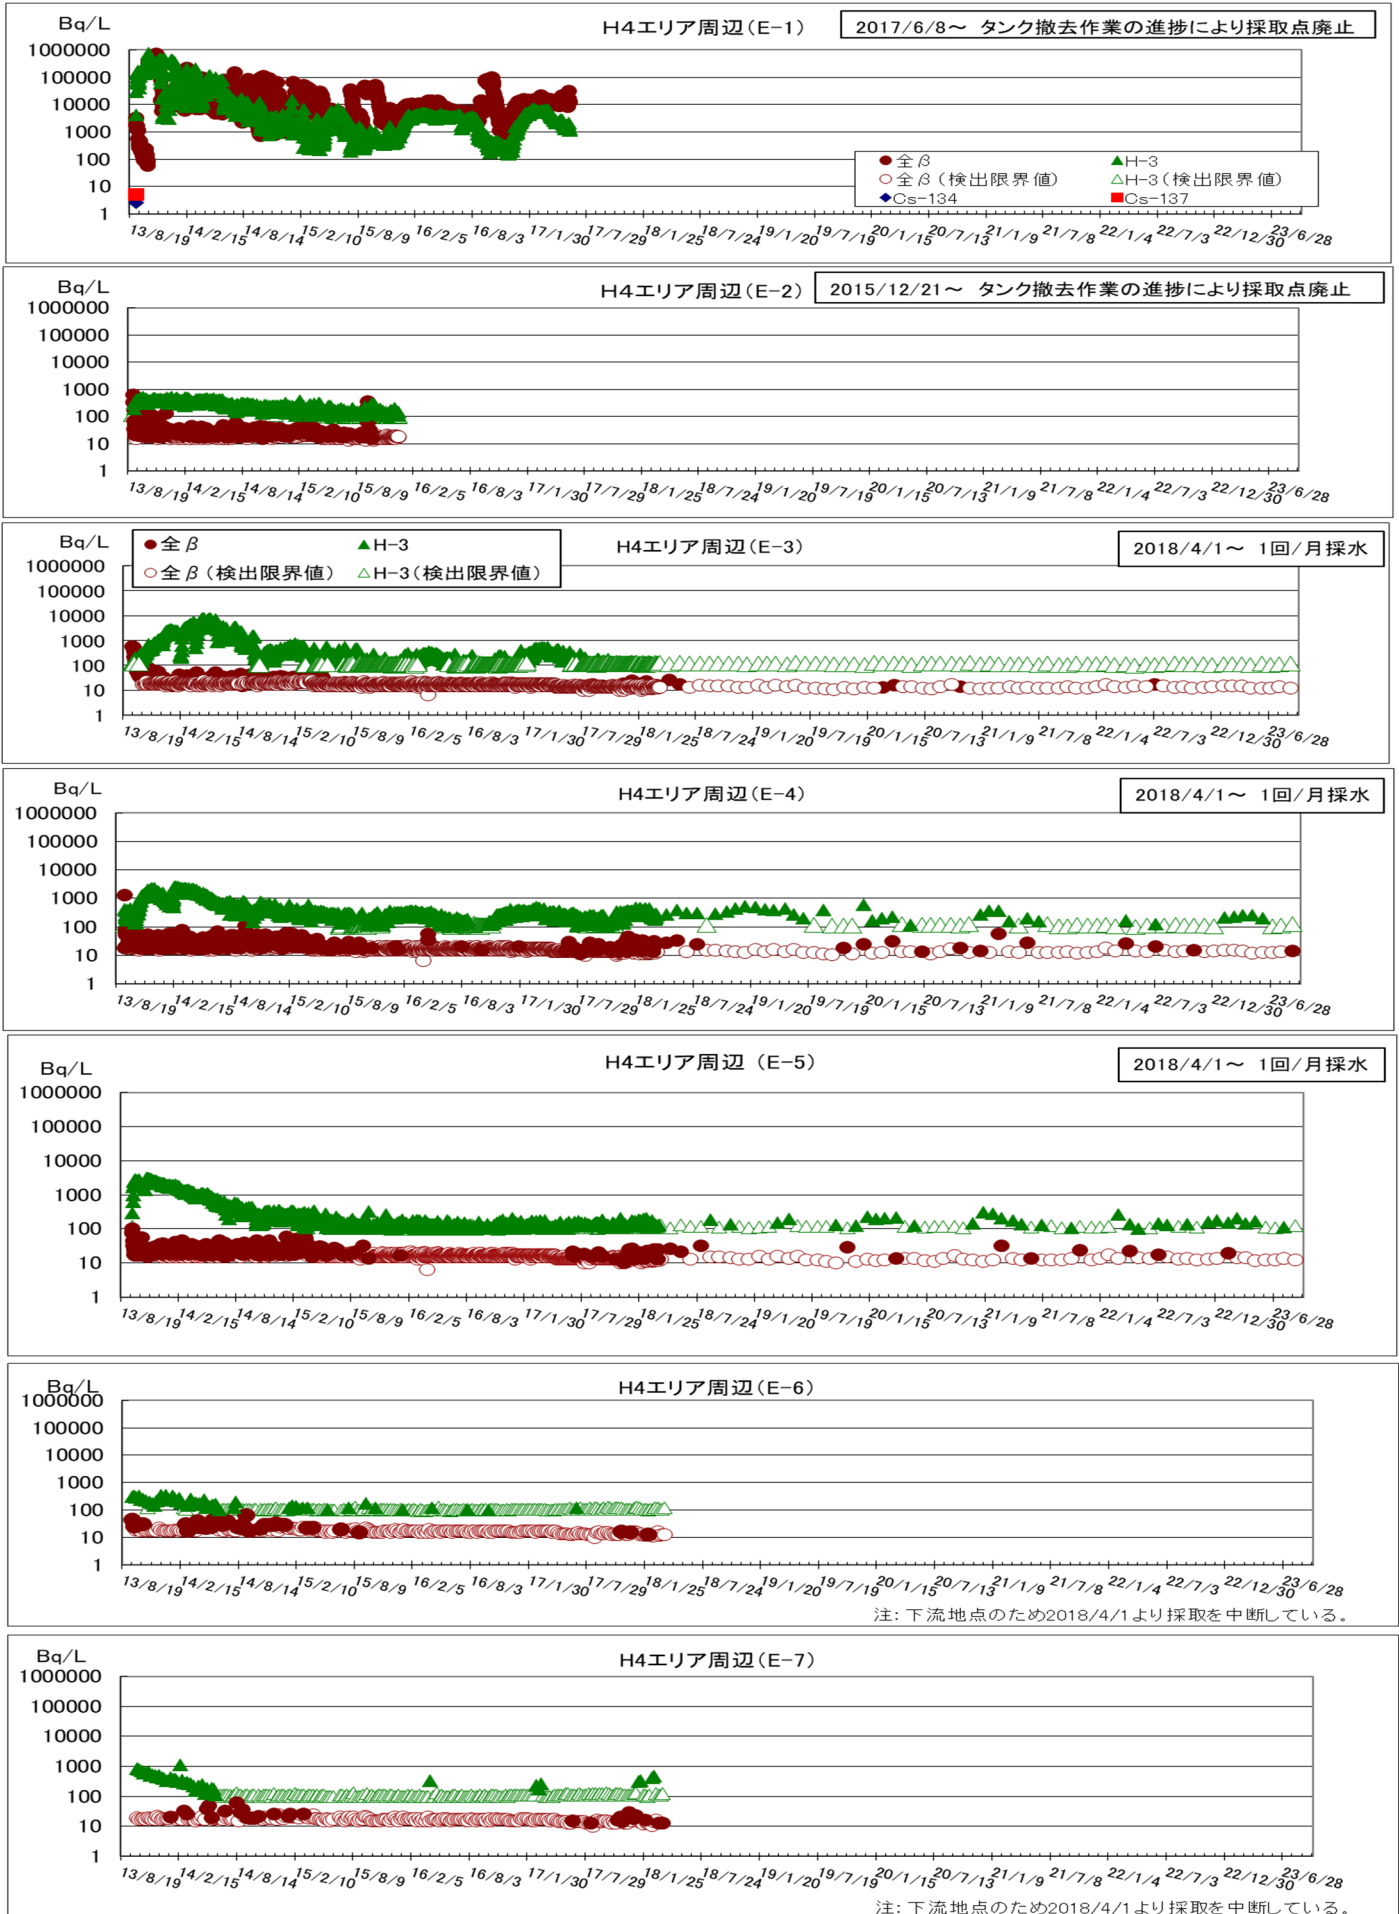 Bq/L
H4エリア周辺(E-1)
2017/6/8～ タンク撤去作業の進捗により採取点廃止
1000000
100000
10000
1000
100
10
1
全β
H-3
全β(検出限界値)
H-3(検出限界値)
Cs-134
Cs-137
13/8/19 14/2/15 14/8/14 15/2/10 15/8/9 16/2/5 16/8/3 17/1/30 17/7/29 18/1/25 18/7/24 19/1/20 19/7/19 20/1/15 20/7/13 21/1/9 21/7/8 22/1/4 22/7/3 22/12/30 23/6/28
Bq/L
H4エリア周辺(E-2)
2015/12/21～ タンク撤去作業の進捗により採取点廃止
1000000
100000
10000
1000
100
10
1
13/8/19 14/2/15 14/8/14 15/2/10 15/8/9 16/2/5 16/8/3 17/1/30 17/7/29 18/1/25 18/7/24 19/1/20 19/7/19 20/1/15 20/7/13 21/1/9 21/7/8 22/1/4 22/7/3 22/12/30 23/6/28
Bq/L
全β
H-3
全β(検出限界値)
H-3(検出限界値)
H4エリア周辺(E-3)
2018/4/1～ 1回/月採水
1000000
100000
10000
1000
100
10
1
13/8/19 14/2/15 14/8/14 15/2/10 15/8/9 16/2/5 16/8/3 17/1/30 17/7/29 18/1/25 18/7/24 19/1/20 19/7/19 20/1/15 20/7/13 21/1/9 21/7/8 22/1/4 22/7/3 22/12/30 23/6/28
Bq/L
H4エリア周辺(E-4)
2018/4/1～ 1回/月採水
1000000
100000
10000
1000
100
10
1
13/8/19 14/2/15 14/8/14 15/2/10 15/8/9 16/2/5 16/8/3 17/1/30 17/7/29 18/1/25 18/7/24 19/1/20 19/7/19 20/1/15 20/7/13 21/1/9 21/7/8 22/1/4 22/7/3 22/12/30 23/6/28
Bq/L
H4エリア周辺 (E-5)
2018/4/1～ 1回/月採水
1000000
100000
10000
1000
100
10
1
13/8/19 14/2/15 14/8/14 15/2/10 15/8/9 16/2/5 16/8/3 17/1/30 17/7/29 18/1/25 18/7/24 19/1/20 19/7/19 20/1/15 20/7/13 21/1/9 21/7/8 22/1/4 22/7/3 22/12/30 23/6/28
Bq/L
H4エリア周辺(E-6)
1000000
100000
10000
1000
100
10
1
13/8/19 14/2/15 14/8/14 15/2/10 15/8/9 16/2/5 16/8/3 17/1/30 17/7/29 18/1/25 18/7/24 19/1/20 19/7/19 20/1/15 20/7/13 21/1/9 21/7/8 22/1/4 22/7/3 22/12/30 23/6/28
注: 下流地点のため2018/4/1より採取を中断している。
Bq/L
H4エリア周辺(E-7)
1000000
100000
10000
1000
100
10
1
13/8/19 14/2/15 14/8/14 15/2/10 15/8/9 16/2/5 16/8/3 17/1/30 17/7/29 18/1/25 18/7/24 19/1/20 19/7/19 20/1/15 20/7/13 21/1/9 21/7/8 22/1/4 22/7/3 22/12/30 23/6/28
注: 下流地点のため2018/4/1より採取を中断している。